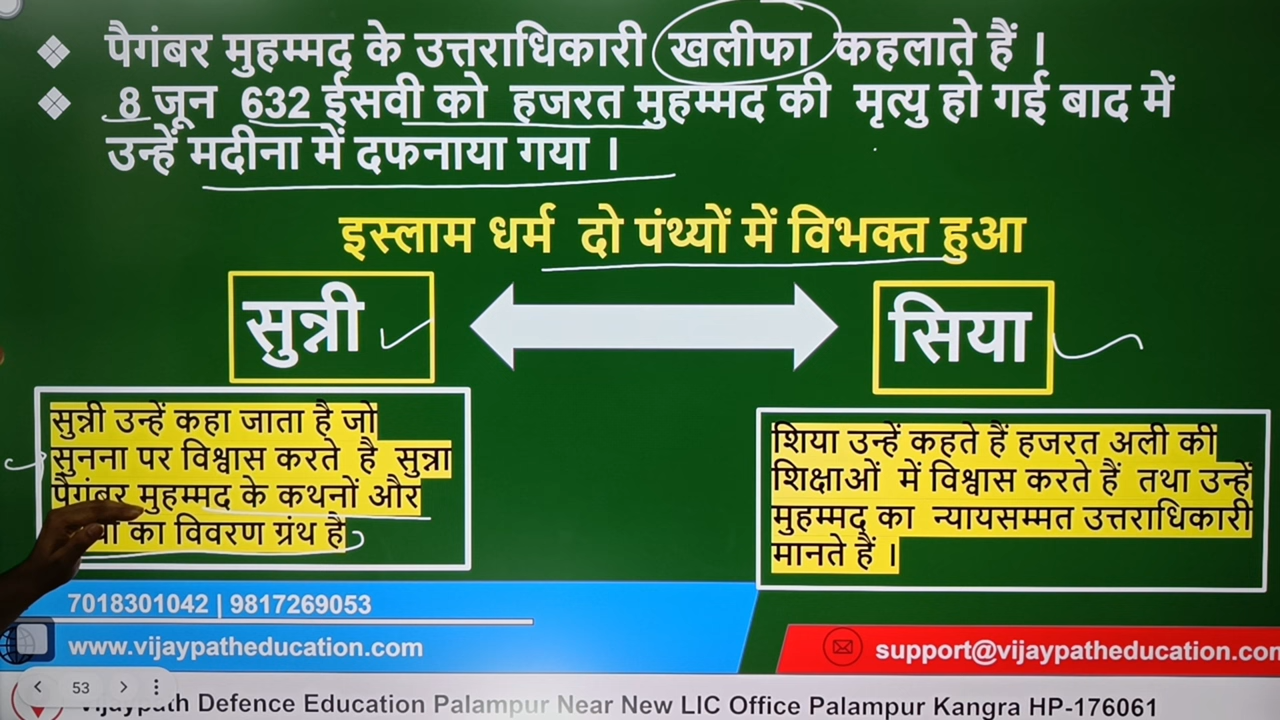 पैगंबर मुहम्मद के उत्तराधिकारी खलीफा कहलाते हैं ।
8 जून 632 ईसवी को हजरत मुहम्मद की मृत्यु हो गई बाद में
उन्हें मदीना में दफनाया गया ।
इस्लाम धर्म दो पंथ्यों में विभक्त हुआ
सुन्नी
सिया
सुन्नी उन्हें कहा जाता है जो
सुनना पर विश्वास करते है सुन्ना
पैगंबर मुहम्मद के कथनों और
का विवरण ग्रंथ है
शिया उन्हें कहते हैं हजरत अली की
शिक्षाओं में विश्वास करते हैं तथा उन्हें
मुहम्मद का न्यायसम्मत उत्तराधिकारी
मानते हैं ।
7018301042 | 9817269053
www.vijaypatheducation.com
support@vijaypatheducation.com
53
Defence Education Palampur Near New LIC Office Palampur Kangra HP-176061